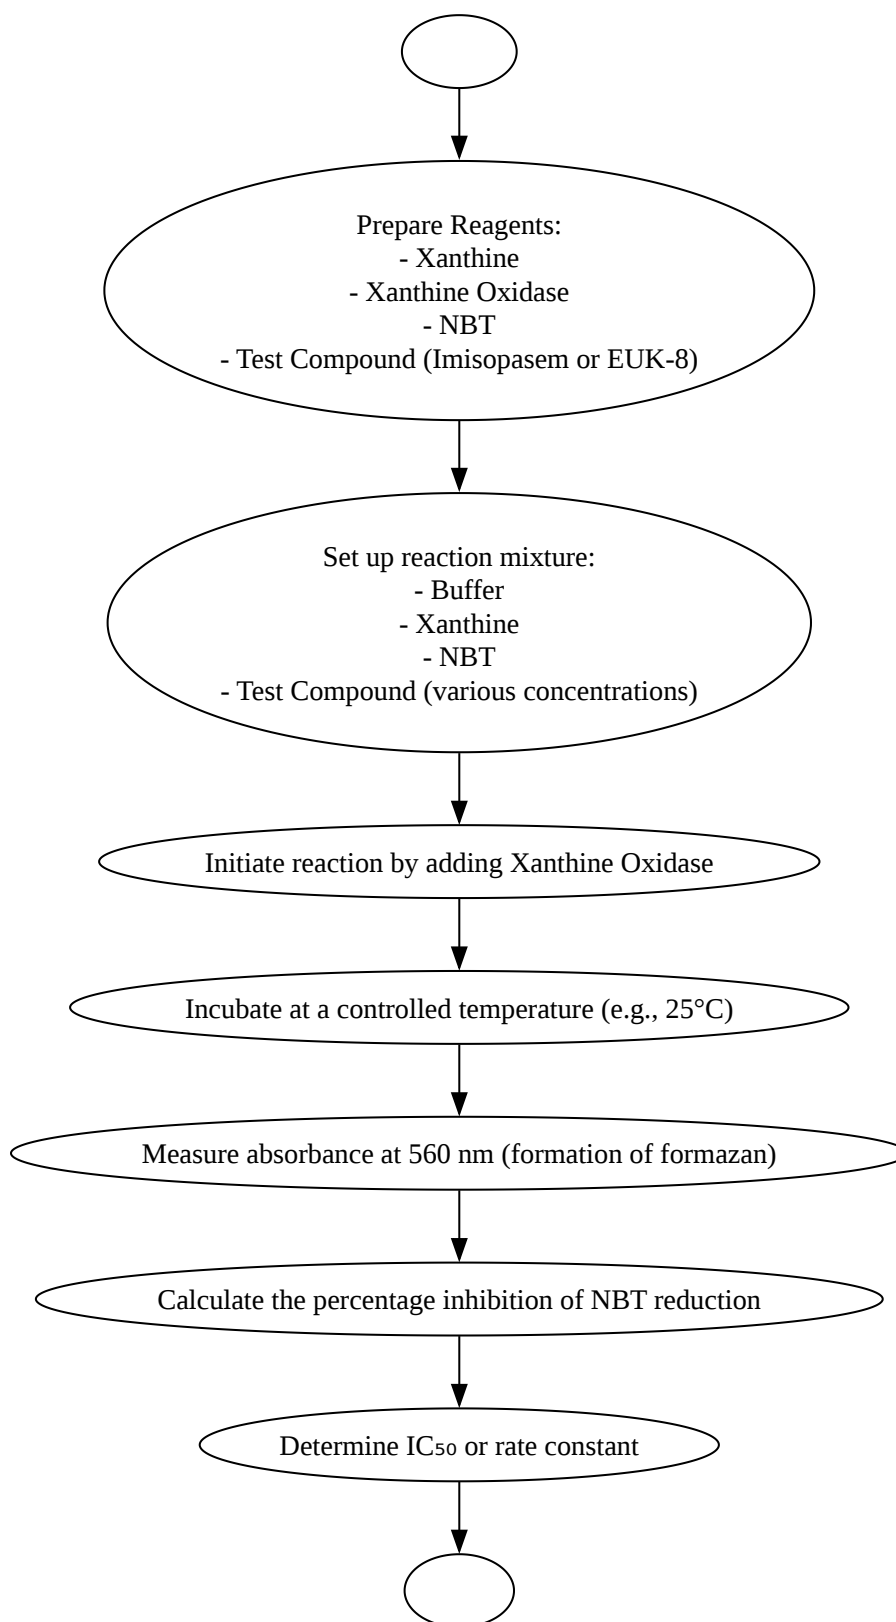 Prepare Reagents:
- Xanthine
- Xanthine Oxidase
- NBT
- Test Compound (Imisopasem or EUK-8)
Set up reaction mixture:
- Buffer
- Xanthine
- NBT
- Test Compound (various concentrations)
Initiate reaction by adding Xanthine Oxidase
Incubate at a controlled temperature (e.g., 25°C)
Measure absorbance at 560 nm (formation of formazan)
Calculate the percentage inhibition of NBT reduction
Determine IC₅₀ or rate constant